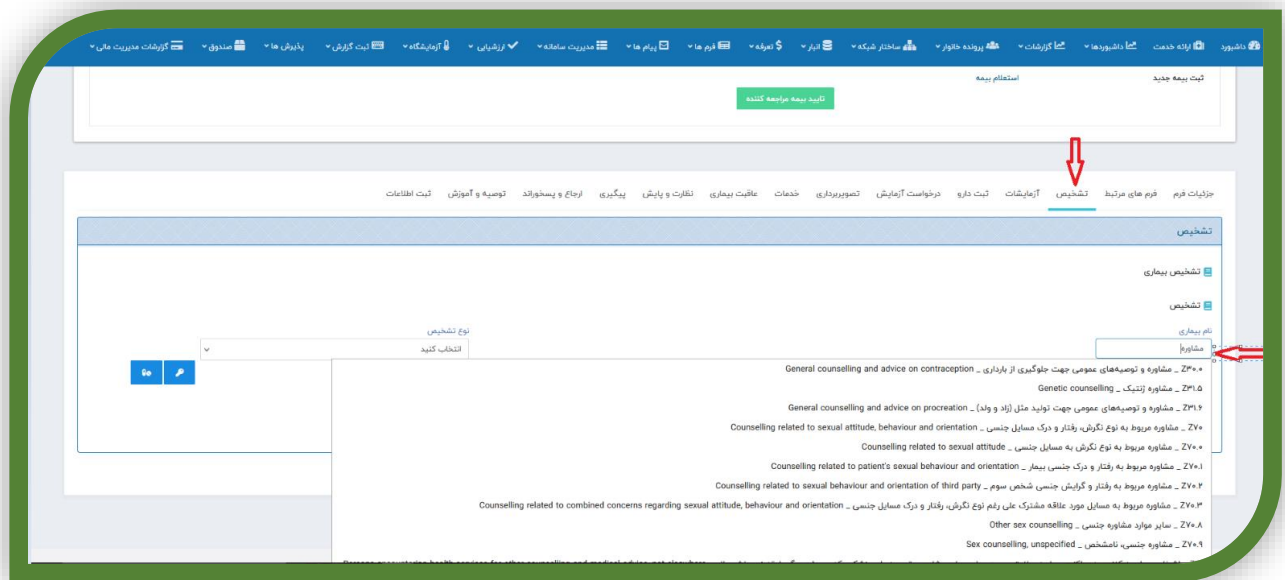 داشبورد ارائه خدمت داشبوردها گزارشات پرونده خانوار ساختار شبکه انبار تعرفه $ فرم ها پیام ها مدیریت سامانه ارزشیابی آزمایشگاه ثبت گزارش پذیرش ها صندوق گزارشات مدیریت مالی
ثبت بیمه جدید استعلام بیمه
تایید بیمه مراجعه کننده
جزئیات فرم فرم های مرتبط تشخیص آزمایشات ثبت دارو درخواست آزمایش تصویربرداری خدمات عاقبت بیماری نظارت و پایش پیگیری ارجاع و پسخوراند توصیه و آموزش ثبت اطلاعات
تشخیص
تشخیص بیماری
تشخیص
نام بیماری نوع تشخیص
مشاوره انتخاب کنید
Z۳۰.۰ _ مشاوره و توصیه‌های عمومی جهت جلوگیری از بارداری _ General counselling and advice on contraception
Z۳۱.۵ _ مشاوره ژنتیک _ Genetic counselling
Z۳۱.۶ _ مشاوره و توصیه‌های عمومی جهت تولید مثل (زاد و ولد) _ General counselling and advice on procreation
Z۷۰ _ مشاوره مربوط به نوع نگرش، رفتار و درک مسایل جنسی _ Counselling related to sexual attitude, behaviour and orientation
Z۷۰.۰ _ مشاوره مربوط به نوع نگرش به مسایل جنسی _ Counselling related to sexual attitude
Z۷۰.۱ _ مشاوره مربوط به رفتار و درک جنسی بیمار _ Counselling related to patient's sexual behaviour and orientation
Z۷۰.۲ _ مشاوره مربوط به رفتار و گرایش جنسی شخص سوم _ Counselling related to sexual behaviour and orientation of third party
Z۷۰.۳ _ مشاوره مربوط به مسایل مورد علاقه مشترک علی رغم نوع نگرش، رفتار و درک مسایل جنسی _ Counselling related to combined concerns regarding sexual attitude, behaviour and orientation
Z۷۰.۸ _ سایر موارد مشاوره جنسی _ Other sex counselling
Z۷۰.۹ _ مشاوره جنسی، نامشخص _ Sex counselling, unspecified